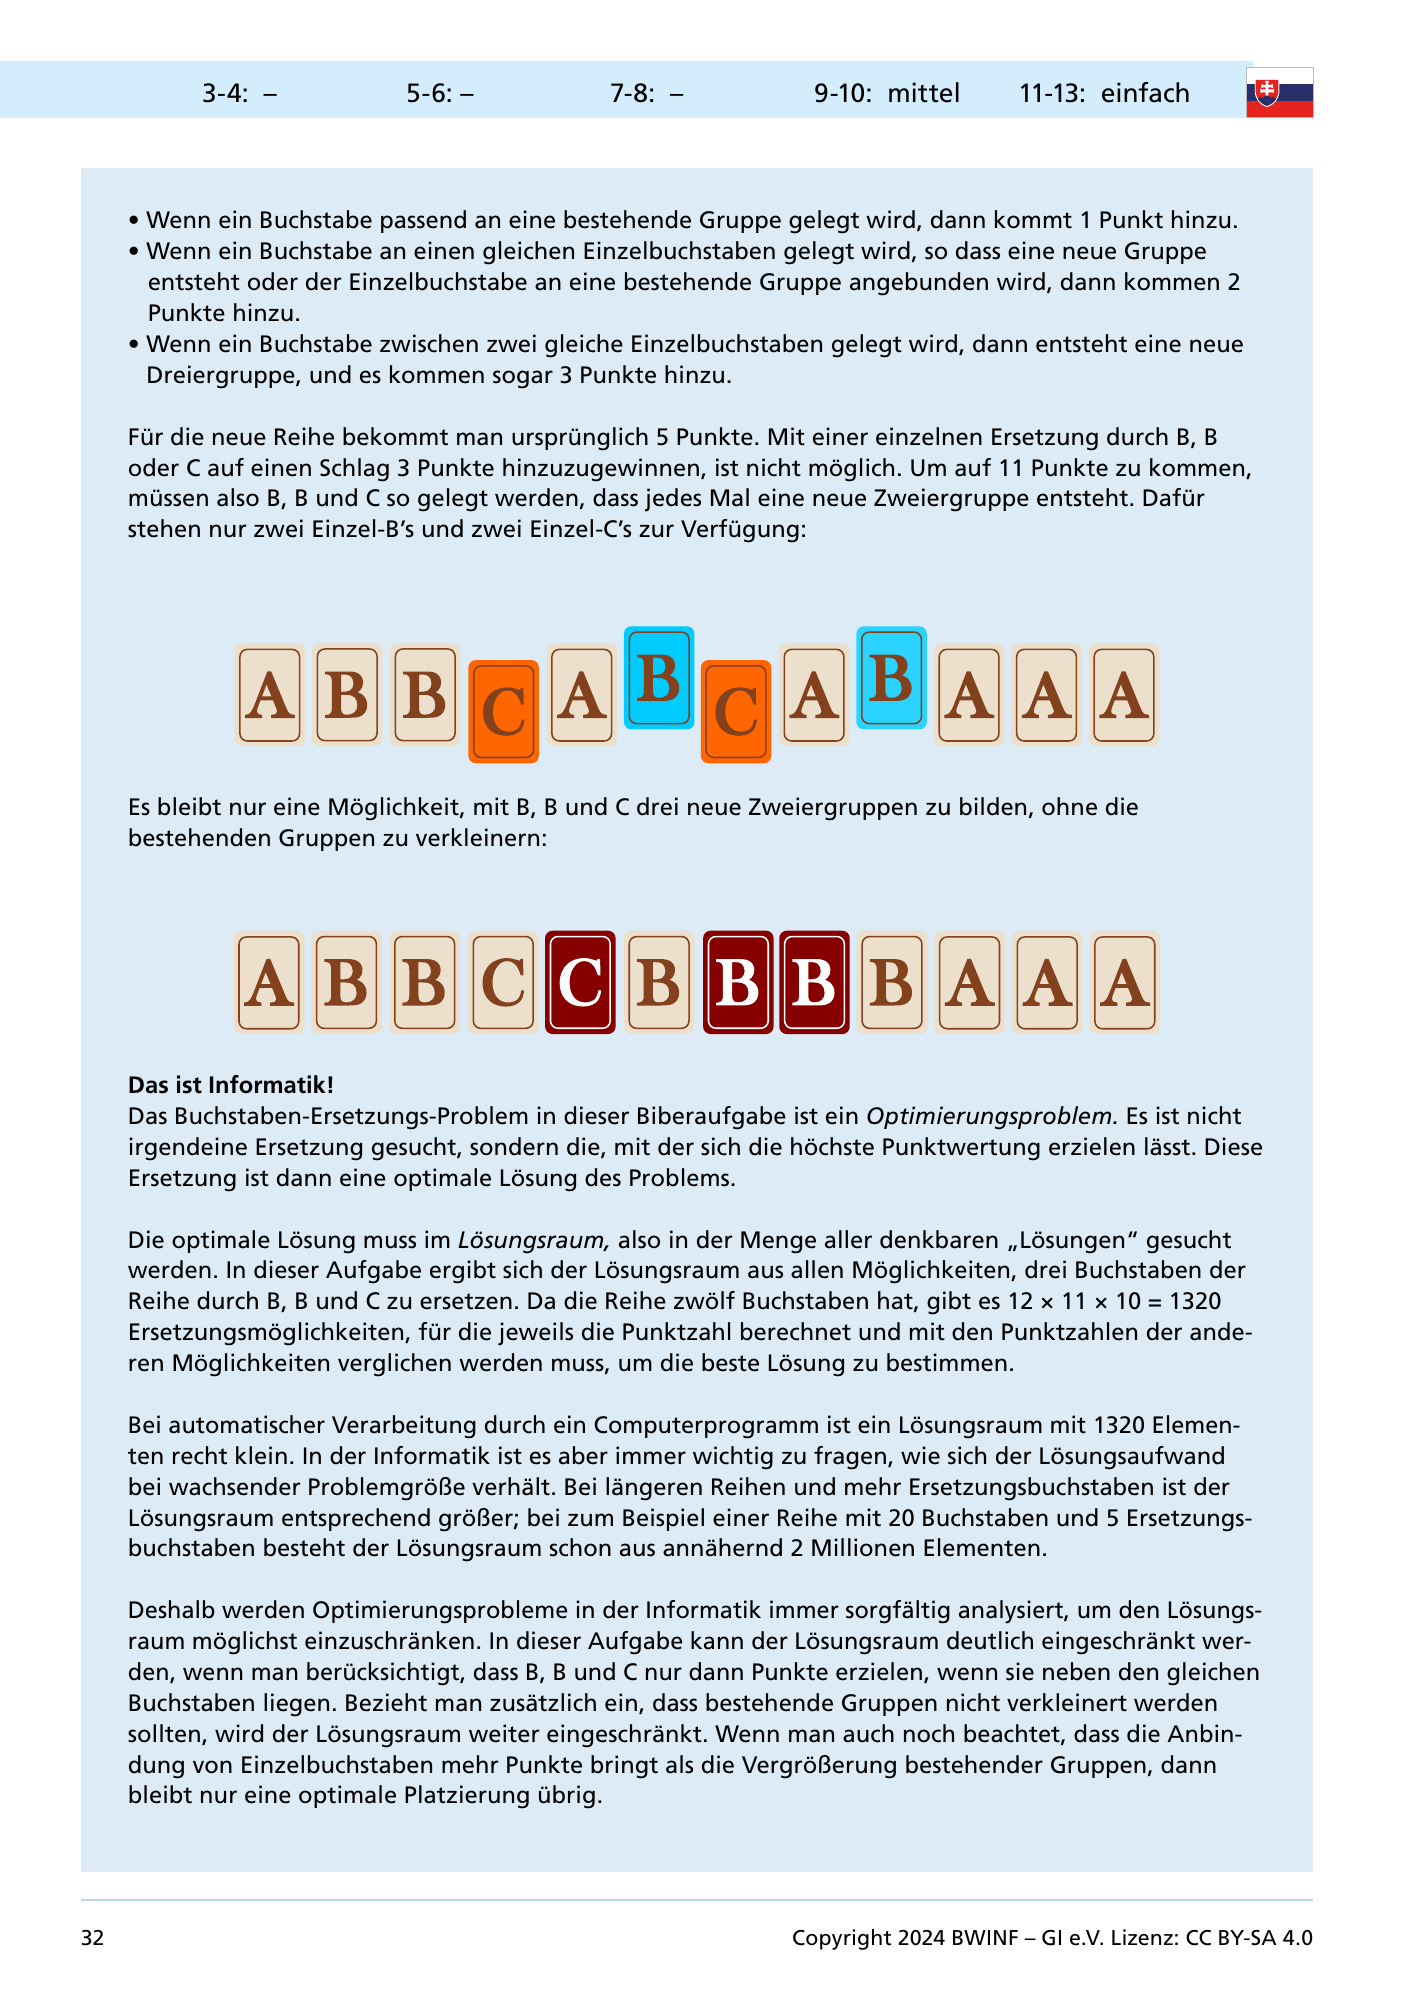 3-4: –   5-6: –   7-8: –   9-10: mittel   11-13: einfach
• Wenn ein Buchstabe passend an eine bestehende Gruppe gelegt wird, dann kommt 1 Punkt hinzu.
• Wenn ein Buchstabe an einen gleichen Einzelbuchstaben gelegt wird, so dass eine neue Gruppe
entsteht oder der Einzelbuchstabe an eine bestehende Gruppe angebunden wird, dann kommen 2
Punkte hinzu.
• Wenn ein Buchstabe zwischen zwei gleiche Einzelbuchstaben gelegt wird, dann entsteht eine neue
Dreiergruppe, und es kommen sogar 3 Punkte hinzu.
Für die neue Reihe bekommt man ursprünglich 5 Punkte. Mit einer einzelnen Ersetzung durch B, B
oder C auf einen Schlag 3 Punkte hinzuzugewinnen, ist nicht möglich. Um auf 11 Punkte zu kommen,
müssen also B, B und C so gelegt werden, dass jedes Mal eine neue Zweiergruppe entsteht. Dafür
stehen nur zwei Einzel-B’s und zwei Einzel-C’s zur Verfügung:
A B B C A B C A B A A A
Es bleibt nur eine Möglichkeit, mit B, B und C drei neue Zweiergruppen zu bilden, ohne die
bestehenden Gruppen zu verkleinern:
A B B C C B B B B A A A
Das ist Informatik!
Das Buchstaben-Ersetzungs-Problem in dieser Biberaufgabe ist ein Optimierungsproblem. Es ist nicht
irgendeine Ersetzung gesucht, sondern die, mit der sich die höchste Punktwertung erzielen lässt. Diese
Ersetzung ist dann eine optimale Lösung des Problems.
Die optimale Lösung muss im Lösungsraum, also in der Menge aller denkbaren „Lösungen“ gesucht
werden. In dieser Aufgabe ergibt sich der Lösungsraum aus allen Möglichkeiten, drei Buchstaben der
Reihe durch B, B und C zu ersetzen. Da die Reihe zwölf Buchstaben hat, gibt es 12 × 11 × 10 = 1320
Ersetzungsmöglichkeiten, für die jeweils die Punktzahl berechnet und mit den Punktzahlen der ande-
ren Möglichkeiten verglichen werden muss, um die beste Lösung zu bestimmen.
Bei automatischer Verarbeitung durch ein Computerprogramm ist ein Lösungsraum mit 1320 Elemen-
ten recht klein. In der Informatik ist es aber immer wichtig zu fragen, wie sich der Lösungsaufwand
bei wachsender Problemgröße verhält. Bei längeren Reihen und mehr Ersetzungsbuchstaben ist der
Lösungsraum entsprechend größer; bei zum Beispiel einer Reihe mit 20 Buchstaben und 5 Ersetzungs-
buchstaben besteht der Lösungsraum schon aus annähernd 2 Millionen Elementen.
Deshalb werden Optimierungsprobleme in der Informatik immer sorgfältig analysiert, um den Lösungs-
raum möglichst einzuschränken. In dieser Aufgabe kann der Lösungsraum deutlich eingeschränkt wer-
den, wenn man berücksichtigt, dass B, B und C nur dann Punkte erzielen, wenn sie neben den gleichen
Buchstaben liegen. Bezieht man zusätzlich ein, dass bestehende Gruppen nicht verkleinert werden
sollten, wird der Lösungsraum weiter eingeschränkt. Wenn man auch noch beachtet, dass die Anbin-
dung von Einzelbuchstaben mehr Punkte bringt als die Vergrößerung bestehender Gruppen, dann
bleibt nur eine optimale Platzierung übrig.
32   Copyright 2024 BWINF – GI e.V. Lizenz: CC BY-SA 4.0